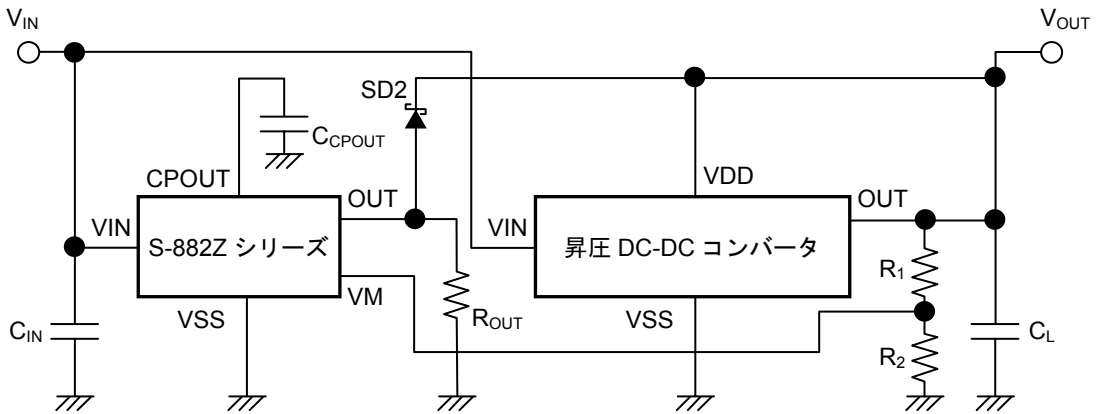 VIN
VOUT
SD2
CCPOUT
CPOUT
VDD
OUT
OUT
VIN
S-882Z シリーズ
VIN
昇圧 DC-DC コンバータ
R1
VM
CIN
VSS
ROUT
VSS
R2
CL